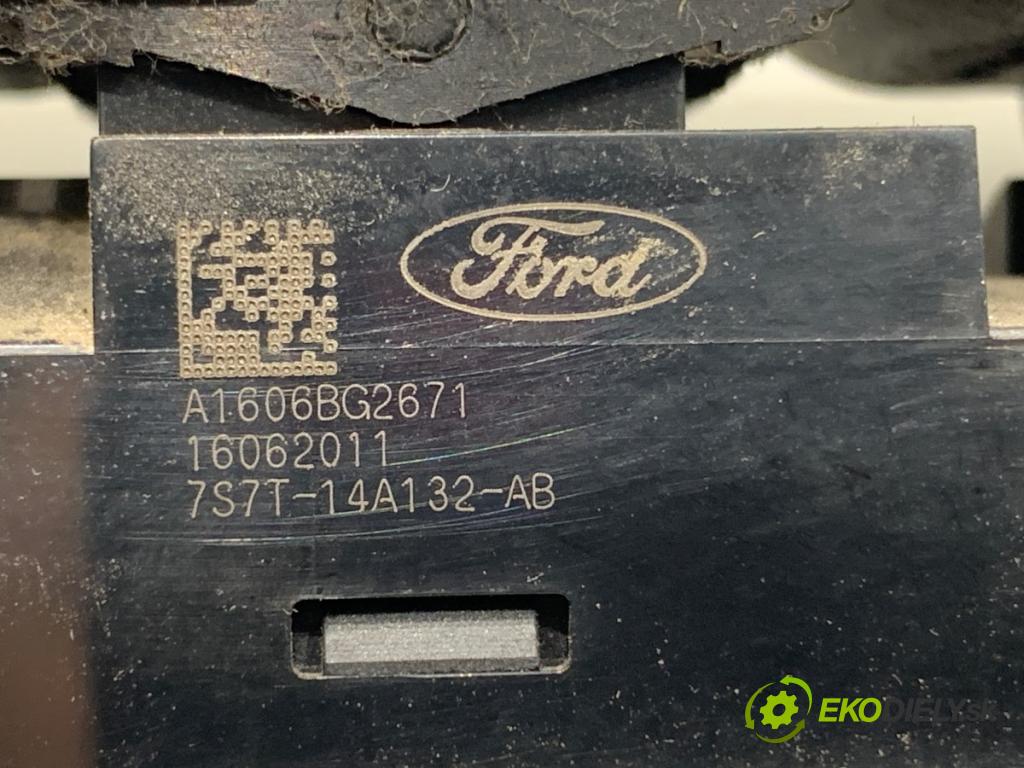 Ford
A1606BG2671
16062011
7S7T-14A132-AB
EKODIELY.sk